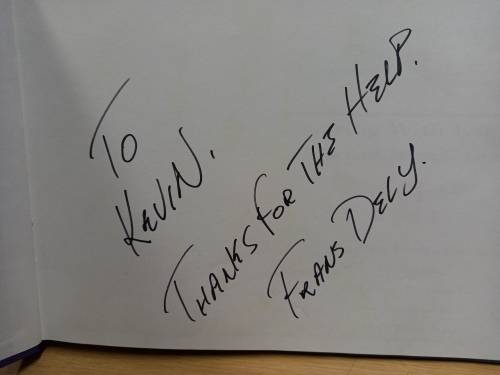 TO
KEVIN.
THANKS FOR THE HELP.
FRANS DELY.